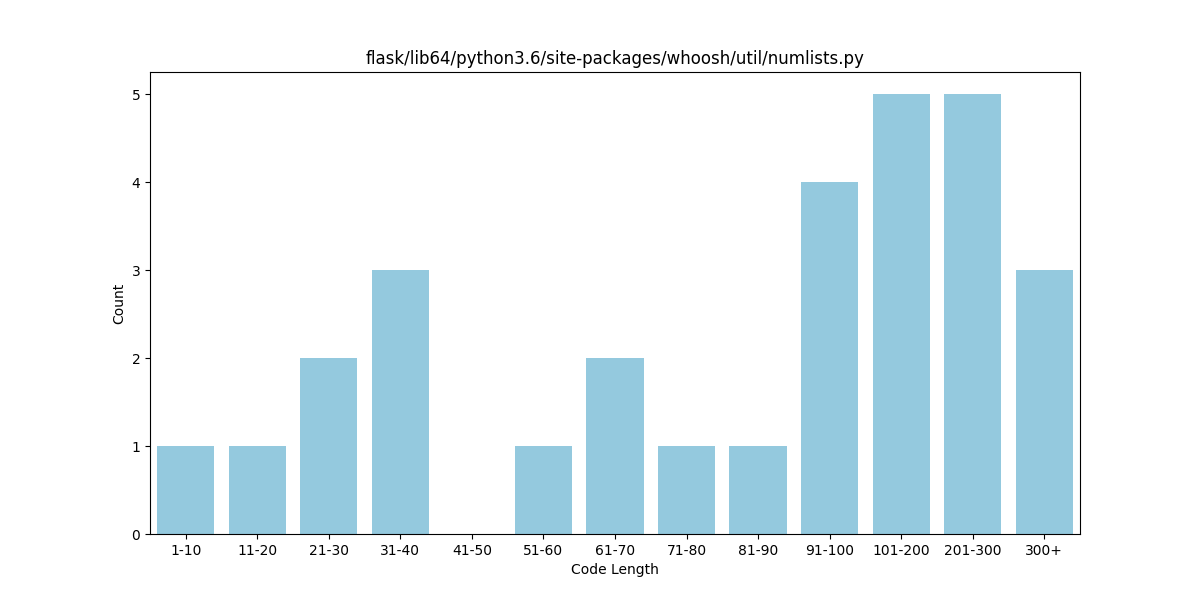 flask/lib64/python3.6/site-packages/whoosh/util/numlists.py
5
4
3
2
1
0
Count
1-10 11-20 21-30 31-40 41-50 51-60 61-70 71-80 81-90 91-100 101-200 201-300 300+
Code Length